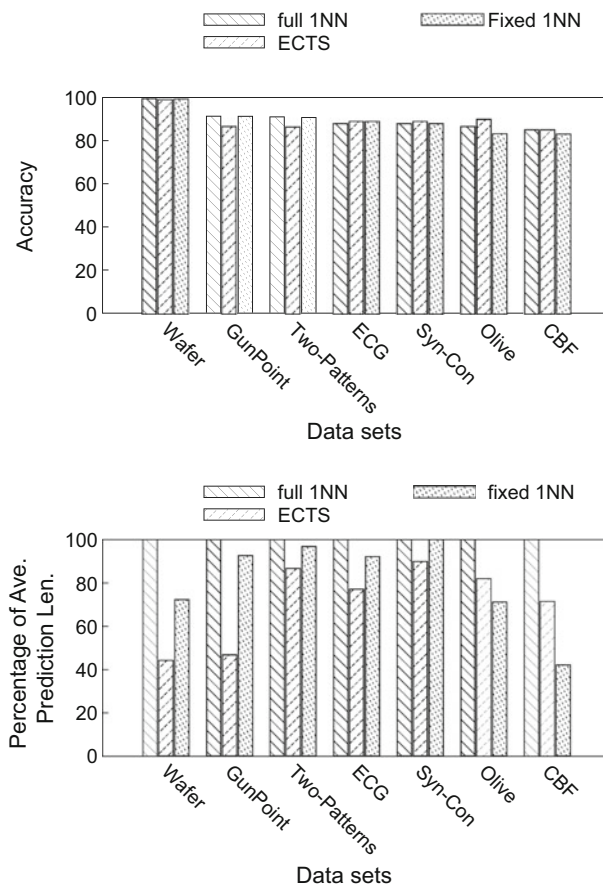 full 1NN
Fixed 1NN
ECTS
100
80
60
40
20
0
Accuracy
Wafer
GunPoint
Two-Patterns
ECG
Syn-Con
Olive
CBF
Data sets
full 1NN
fixed 1NN
ECTS
100
80
60
40
20
0
Percentage of Ave.
Prediction Len.
Wafer
GunPoint
Two-Patterns
ECG
Syn-Con
Olive
CBF
Data sets